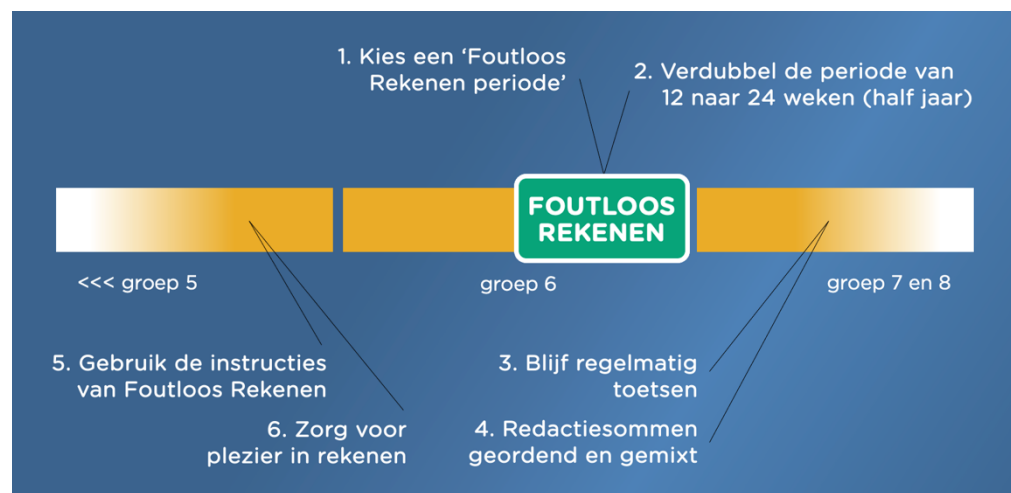 1. Kies een ‘Foutloos
Rekenen periode’
2. Verdubbel de periode van
12 naar 24 weken (half jaar)
FOUTLOOS
REKENEN
<<< groep 5
groep 6
groep 7 en 8
5. Gebruik de instructies
van Foutloos Rekenen
3. Blijf regelmatig
toetsen
6. Zorg voor
plezier in rekenen
4. Redactiesommen
geordend en gemixt